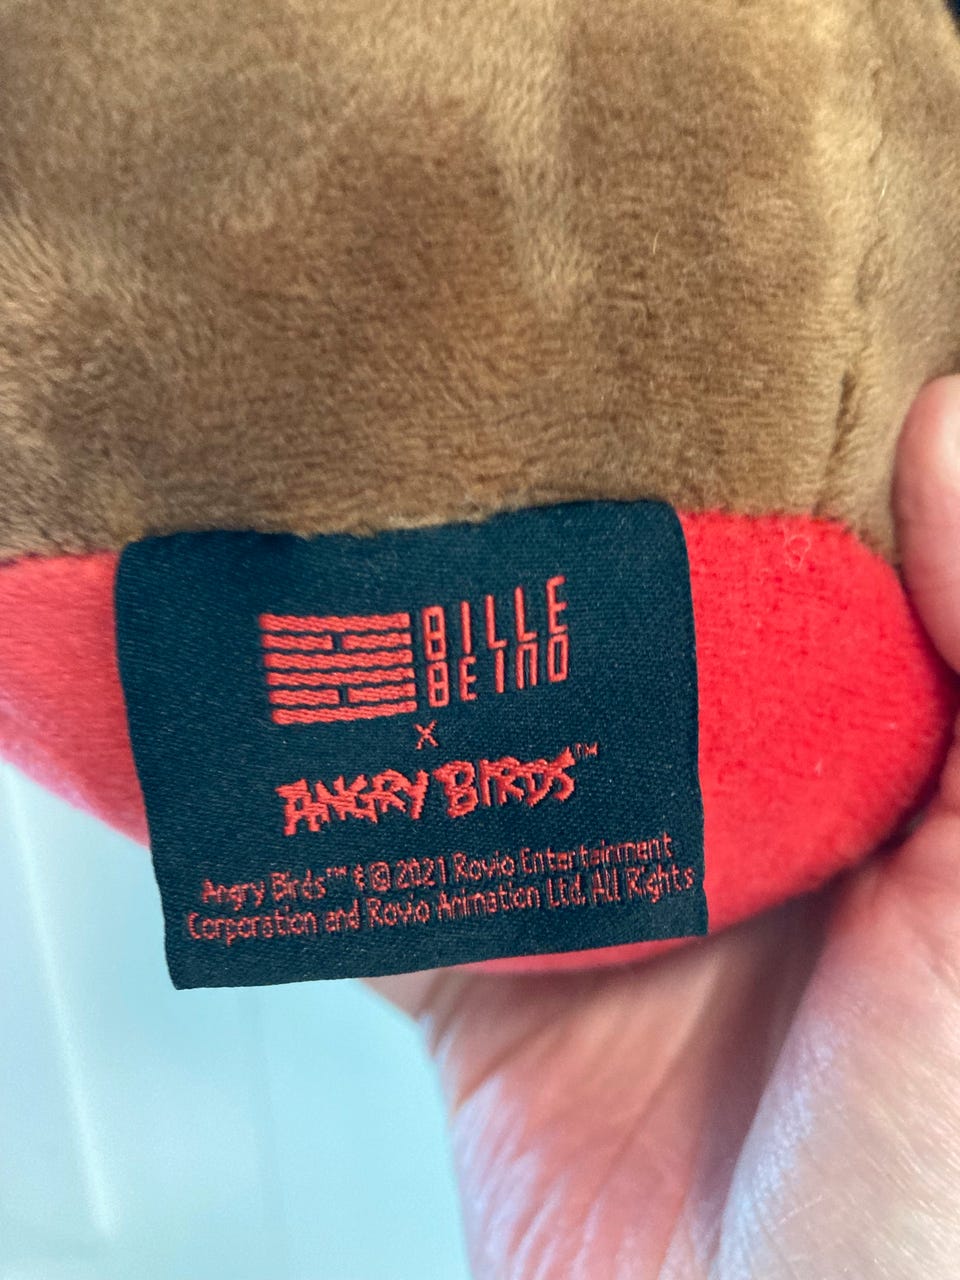 BILLE
BEINO
x
ANGRY BIRDS™
Angry Birds™ & © 2021 Rovio Entertainment
Corporation and Rovio Animation Ltd. All Rights